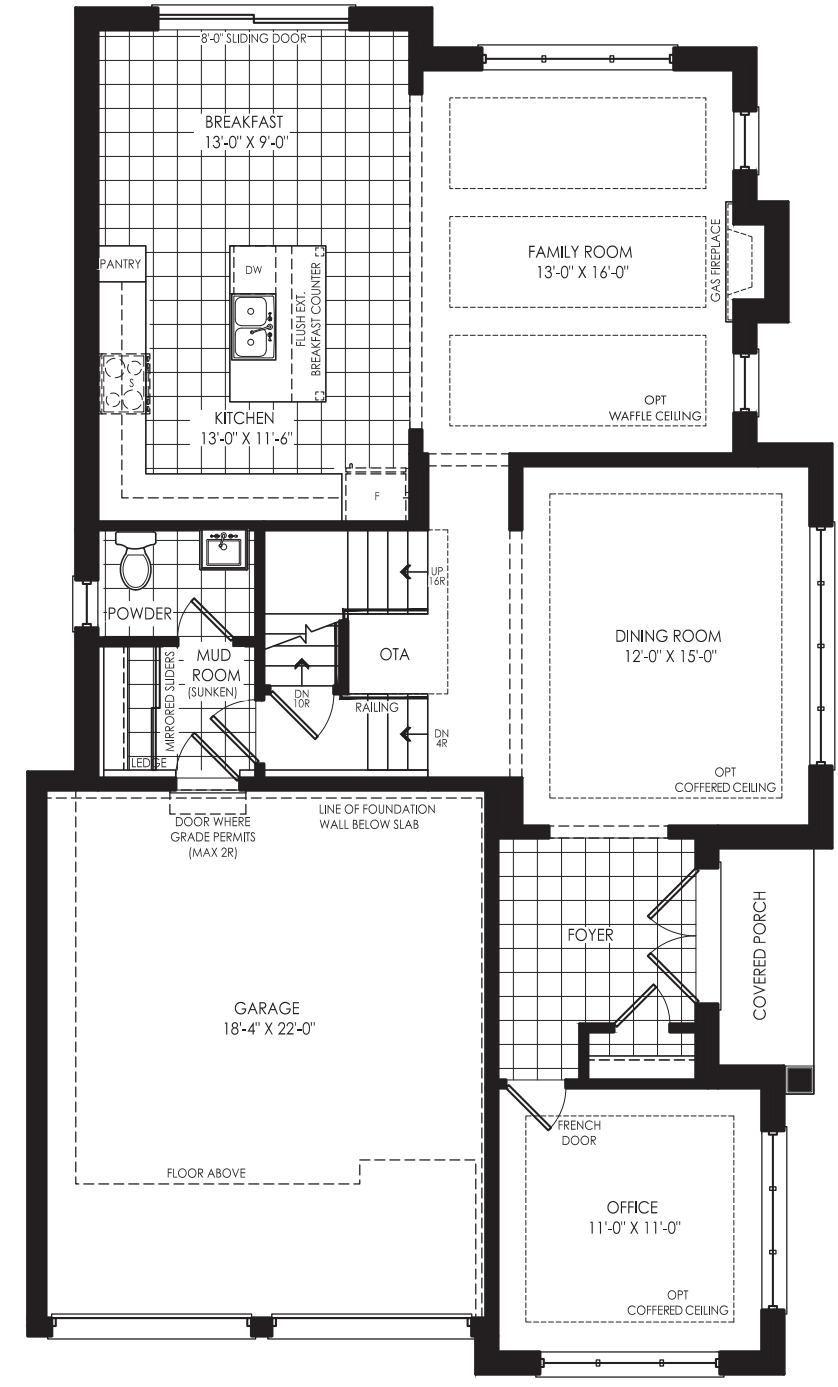 8'-0" SLIDING DOOR
BREAKFAST
13'-0" X 9'-0"
PANTRY
DW
FLUSH EXT.
BREAKFAST COUNTER
S
KITCHEN
13'-0" X 11'-6"
F
FAMILY ROOM
13'-0" X 16'-0"
GAS FIREPLACE
OPT
WAFFLE CEILING
POWDER
MUD
ROOM
(SUNKEN)
MIRRORED SLIDERS
LEDGE
UP
16R
OTA
DN
10R
RAILING
DN
4R
DINING ROOM
12'-0" X 15'-0"
OPT
COFFERED CEILING
DOOR WHERE
GRADE PERMITS
(MAX 2R)
LINE OF FOUNDATION
WALL BELOW SLAB
FOYER
COVERED PORCH
GARAGE
18'-4" X 22'-0"
FLOOR ABOVE
FRENCH
DOOR
OFFICE
11'-0" X 11'-0"
OPT
COFFERED CEILING